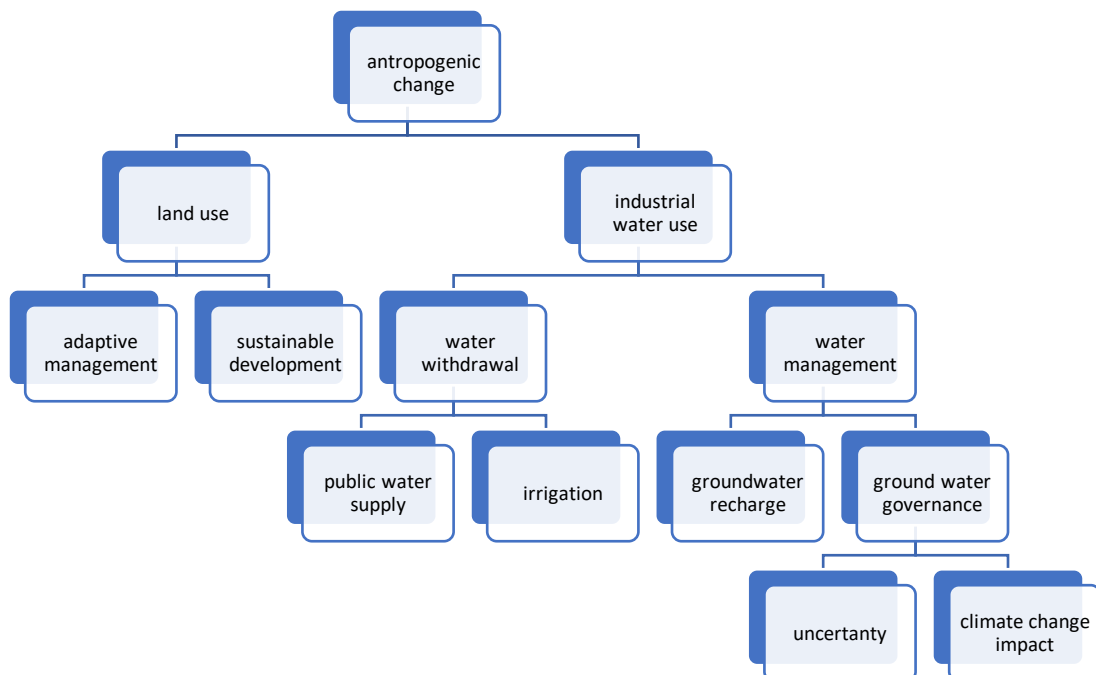 antropogenic
change
land use
industrial
water use
adaptive
management
sustainable
development
water
withdrawal
water
management
public water
supply
irrigation
groundwater
recharge
ground water
governance
uncertanty
climate change
impact